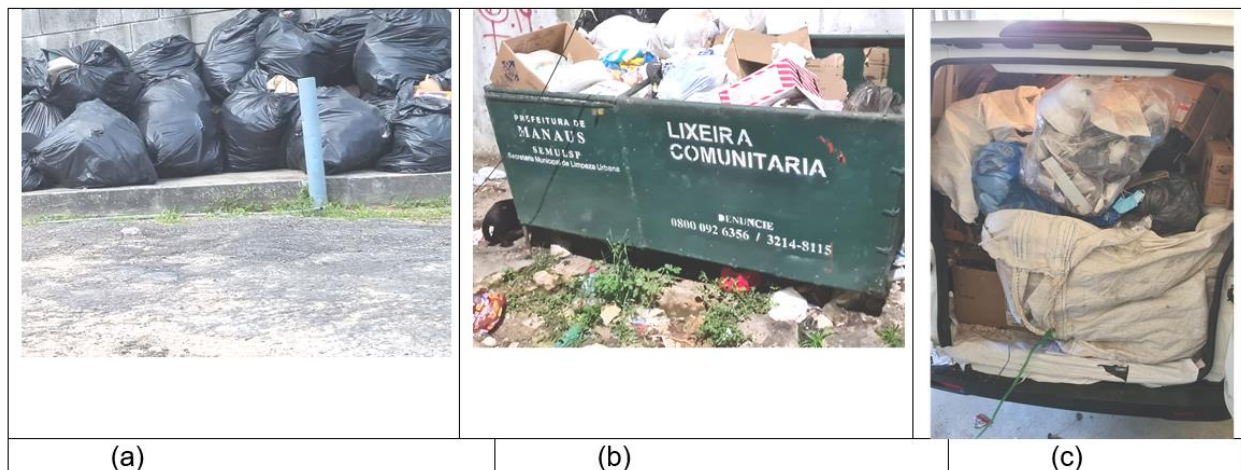 PREFEITURA DE
MANAUS
SEMULSP
Secretaria Municipal de Limpeza Urbana
LIXEIRA
COMUNITARIA
DENUNCIE
0800 092 6356 / 3214-8115
(a)
(b)
(c)